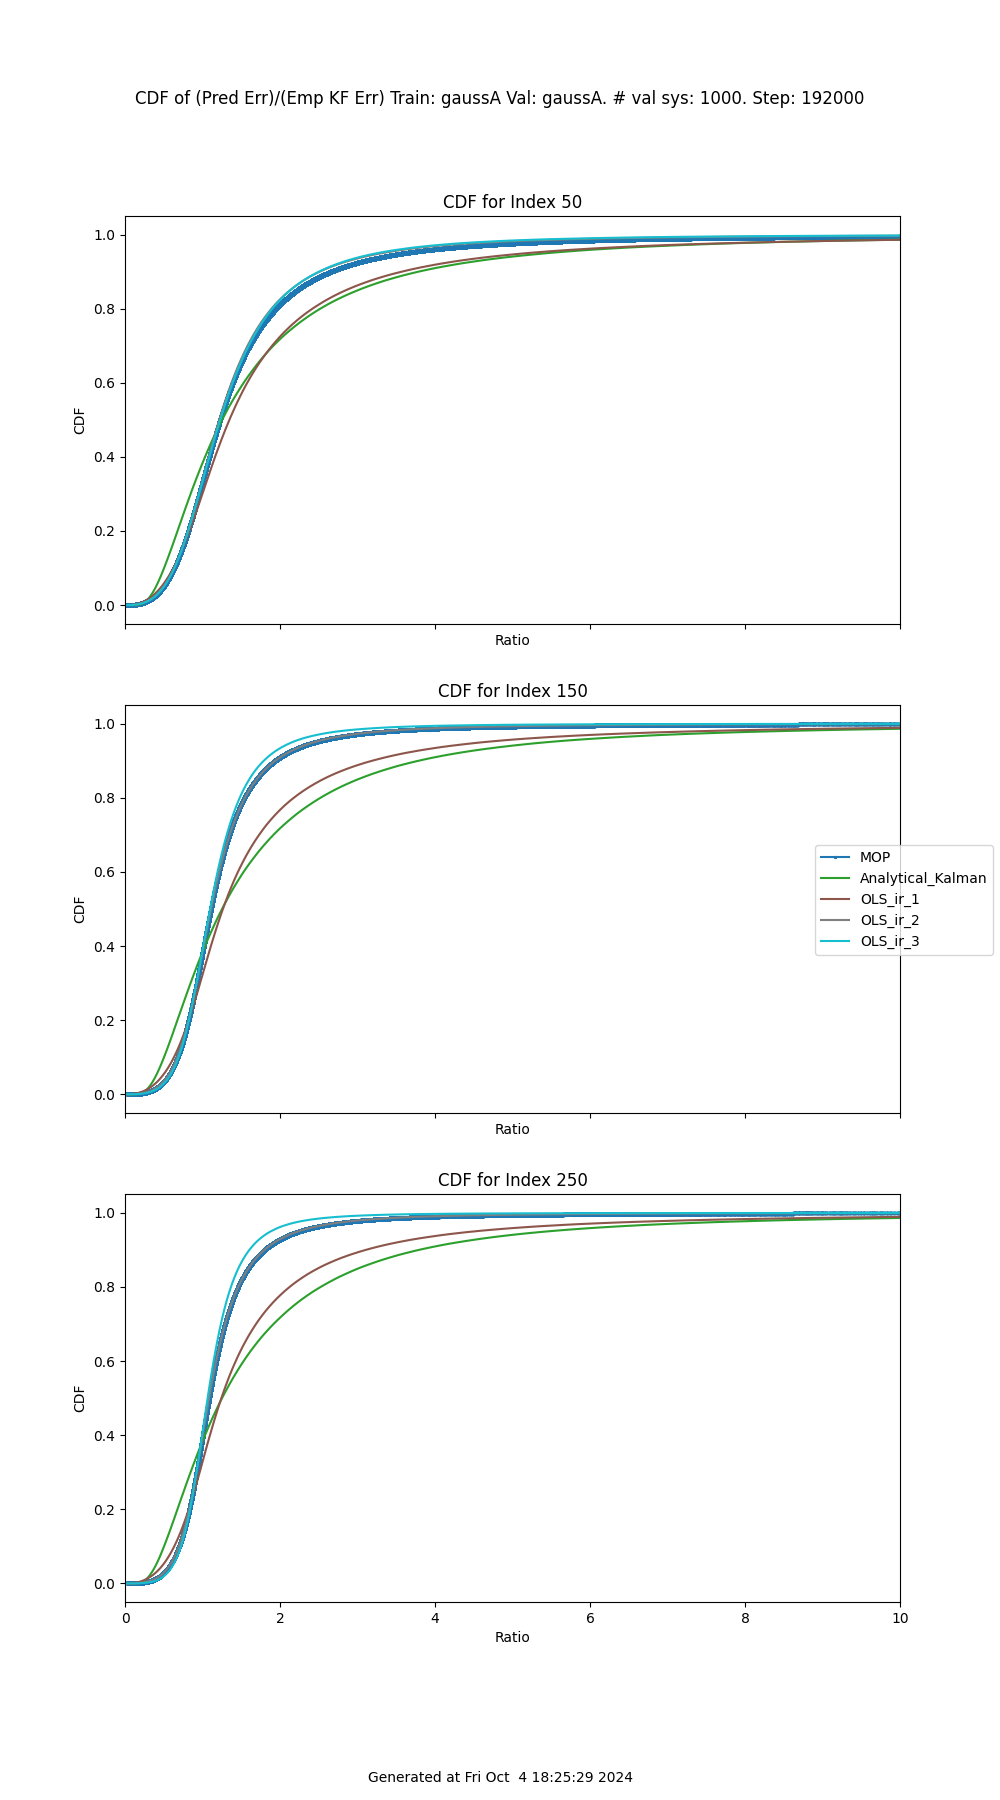 CDF of (Pred Err)/(Emp KF Err) Train: gaussA Val: gaussA. # val sys: 1000. Step: 192000
CDF for Index 50
1.0
0.8
0.6
0.4
0.2
0.0
CDF
Ratio
CDF for Index 150
1.0
0.8
0.6
0.4
0.2
0.0
CDF
Ratio
MOP
Analytical_Kalman
OLS_ir_1
OLS_ir_2
OLS_ir_3
CDF for Index 250
1.0
0.8
0.6
0.4
0.2
0.0
CDF
0 2 4 6 8 10
Ratio
Generated at Fri Oct  4 18:25:29 2024